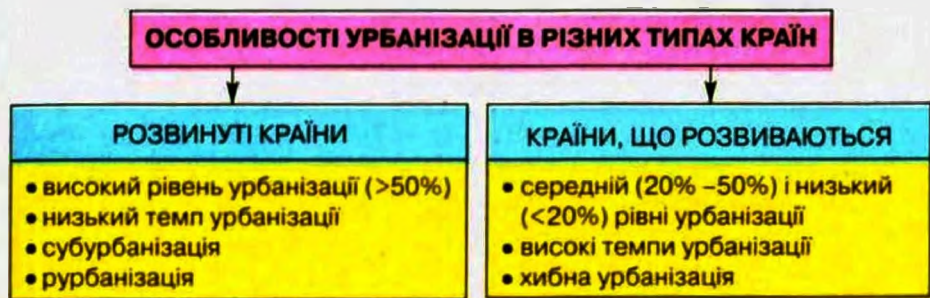 ОСОБЛИВОСТІ УРБАНІЗАЦІЇ В РІЗНИХ ТИПАХ КРАЇН
РОЗВИНУТІ КРАЇНИ
• високий рівень урбанізації (>50%)
• низький темп урбанізації
• субурбанізація
• рурбанізація
КРАЇНИ, ЩО РОЗВИВАЮТЬСЯ
• середній (20% –50%) і низький
(<20%) рівні урбанізації
• високі темпи урбанізації
• хибна урбанізація